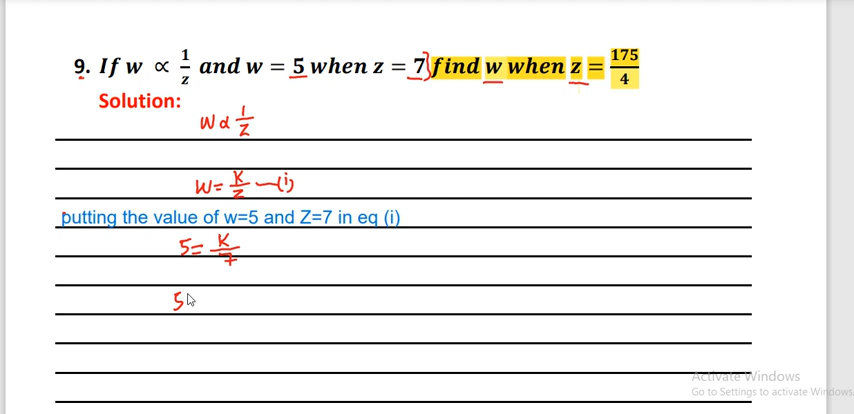 9. If w ∝ 1/z and w = 5 when z = 7} find w when z = 175/4
Solution:
w ∝ 1/z
w = K/z —(i)
putting the value of w=5 and Z=7 in eq (i)
5 = K/7
5
Activate Windows
Go to Settings to activate Windows.